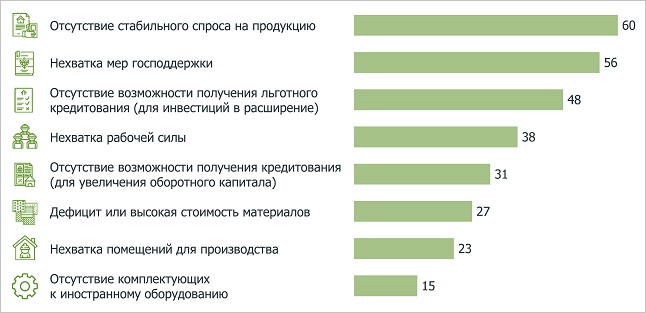 Отсутствие стабильного спроса на продукцию 60
Нехватка мер господдержки 56
Отсутствие возможности получения льготного
кредитования (для инвестиций в расширение) 48
Нехватка рабочей силы 38
Отсутствие возможности получения кредитования
(для увеличения оборотного капитала) 31
Дефицит или высокая стоимость материалов 27
Нехватка помещений для производства 23
Отсутствие комплектующих
к иностранному оборудованию 15